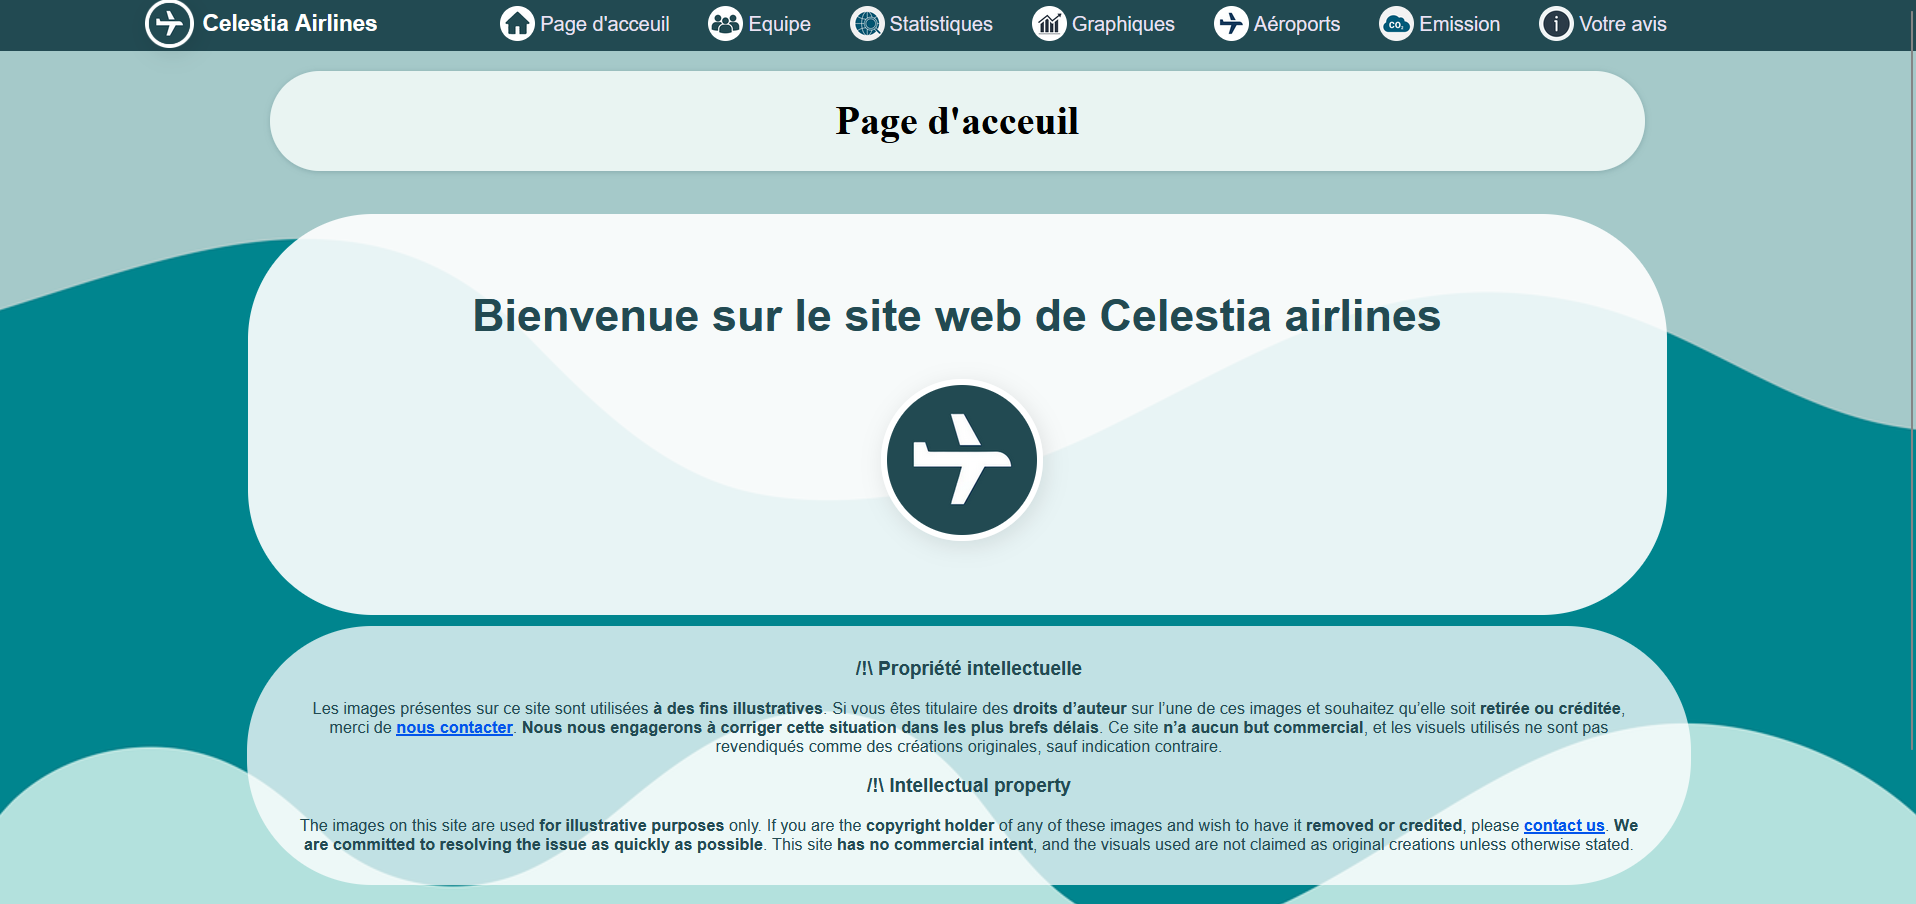 Celestia Airlines
Page d'acceuil
Equipe
Statistiques
Graphiques
Aéroports
CO₂
Emission
i
Votre avis
Page d'acceuil
Bienvenue sur le site web de Celestia airlines
/!\ Propriété intellectuelle
Les images présentes sur ce site sont utilisées à des fins illustratives. Si vous êtes titulaire des droits d’auteur sur l’une de ces images et souhaitez qu’elle soit retirée ou créditée,
merci de nous contacter. Nous nous engagerons à corriger cette situation dans les plus brefs délais. Ce site n’a aucun but commercial, et les visuels utilisés ne sont pas
revendiqués comme des créations originales, sauf indication contraire.
/!\ Intellectual property
The images on this site are used for illustrative purposes only. If you are the copyright holder of any of these images and wish to have it removed or credited, please contact us. We
are committed to resolving the issue as quickly as possible. This site has no commercial intent, and the visuals used are not claimed as original creations unless otherwise stated.